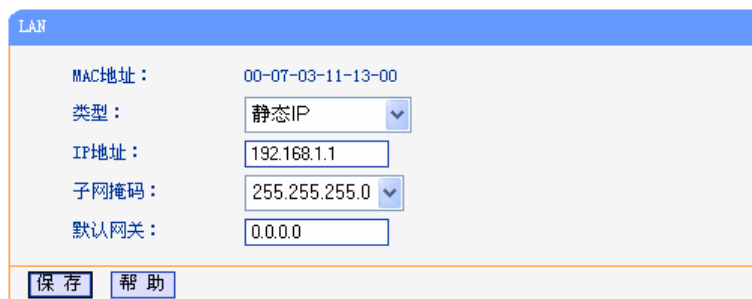 LAN
MAC地址： 00-07-03-11-13-00
类型： 静态IP
IP地址： 192.168.1.1
子网掩码： 255.255.255.0
默认网关： 0.0.0.0
保 存 帮 助